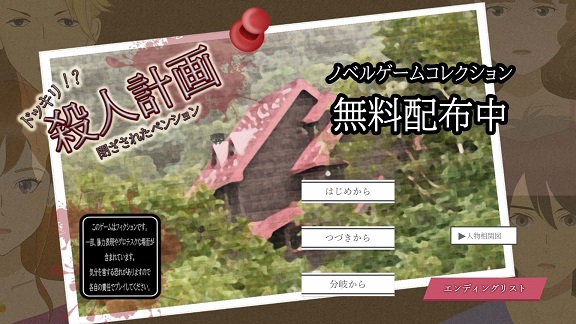 ドッキリ!?
殺人計画
閉ざされたペンション
ノベルゲームコレクション
無料配布中
はじめから
つづきから
分岐から
▶人物相関図
エンディングリスト
このゲームはフィクションです。
一部、暴力表現やグロテスクな場面が
含まれています。
気分を害する恐れがありますので
各自の責任でプレイしてください。